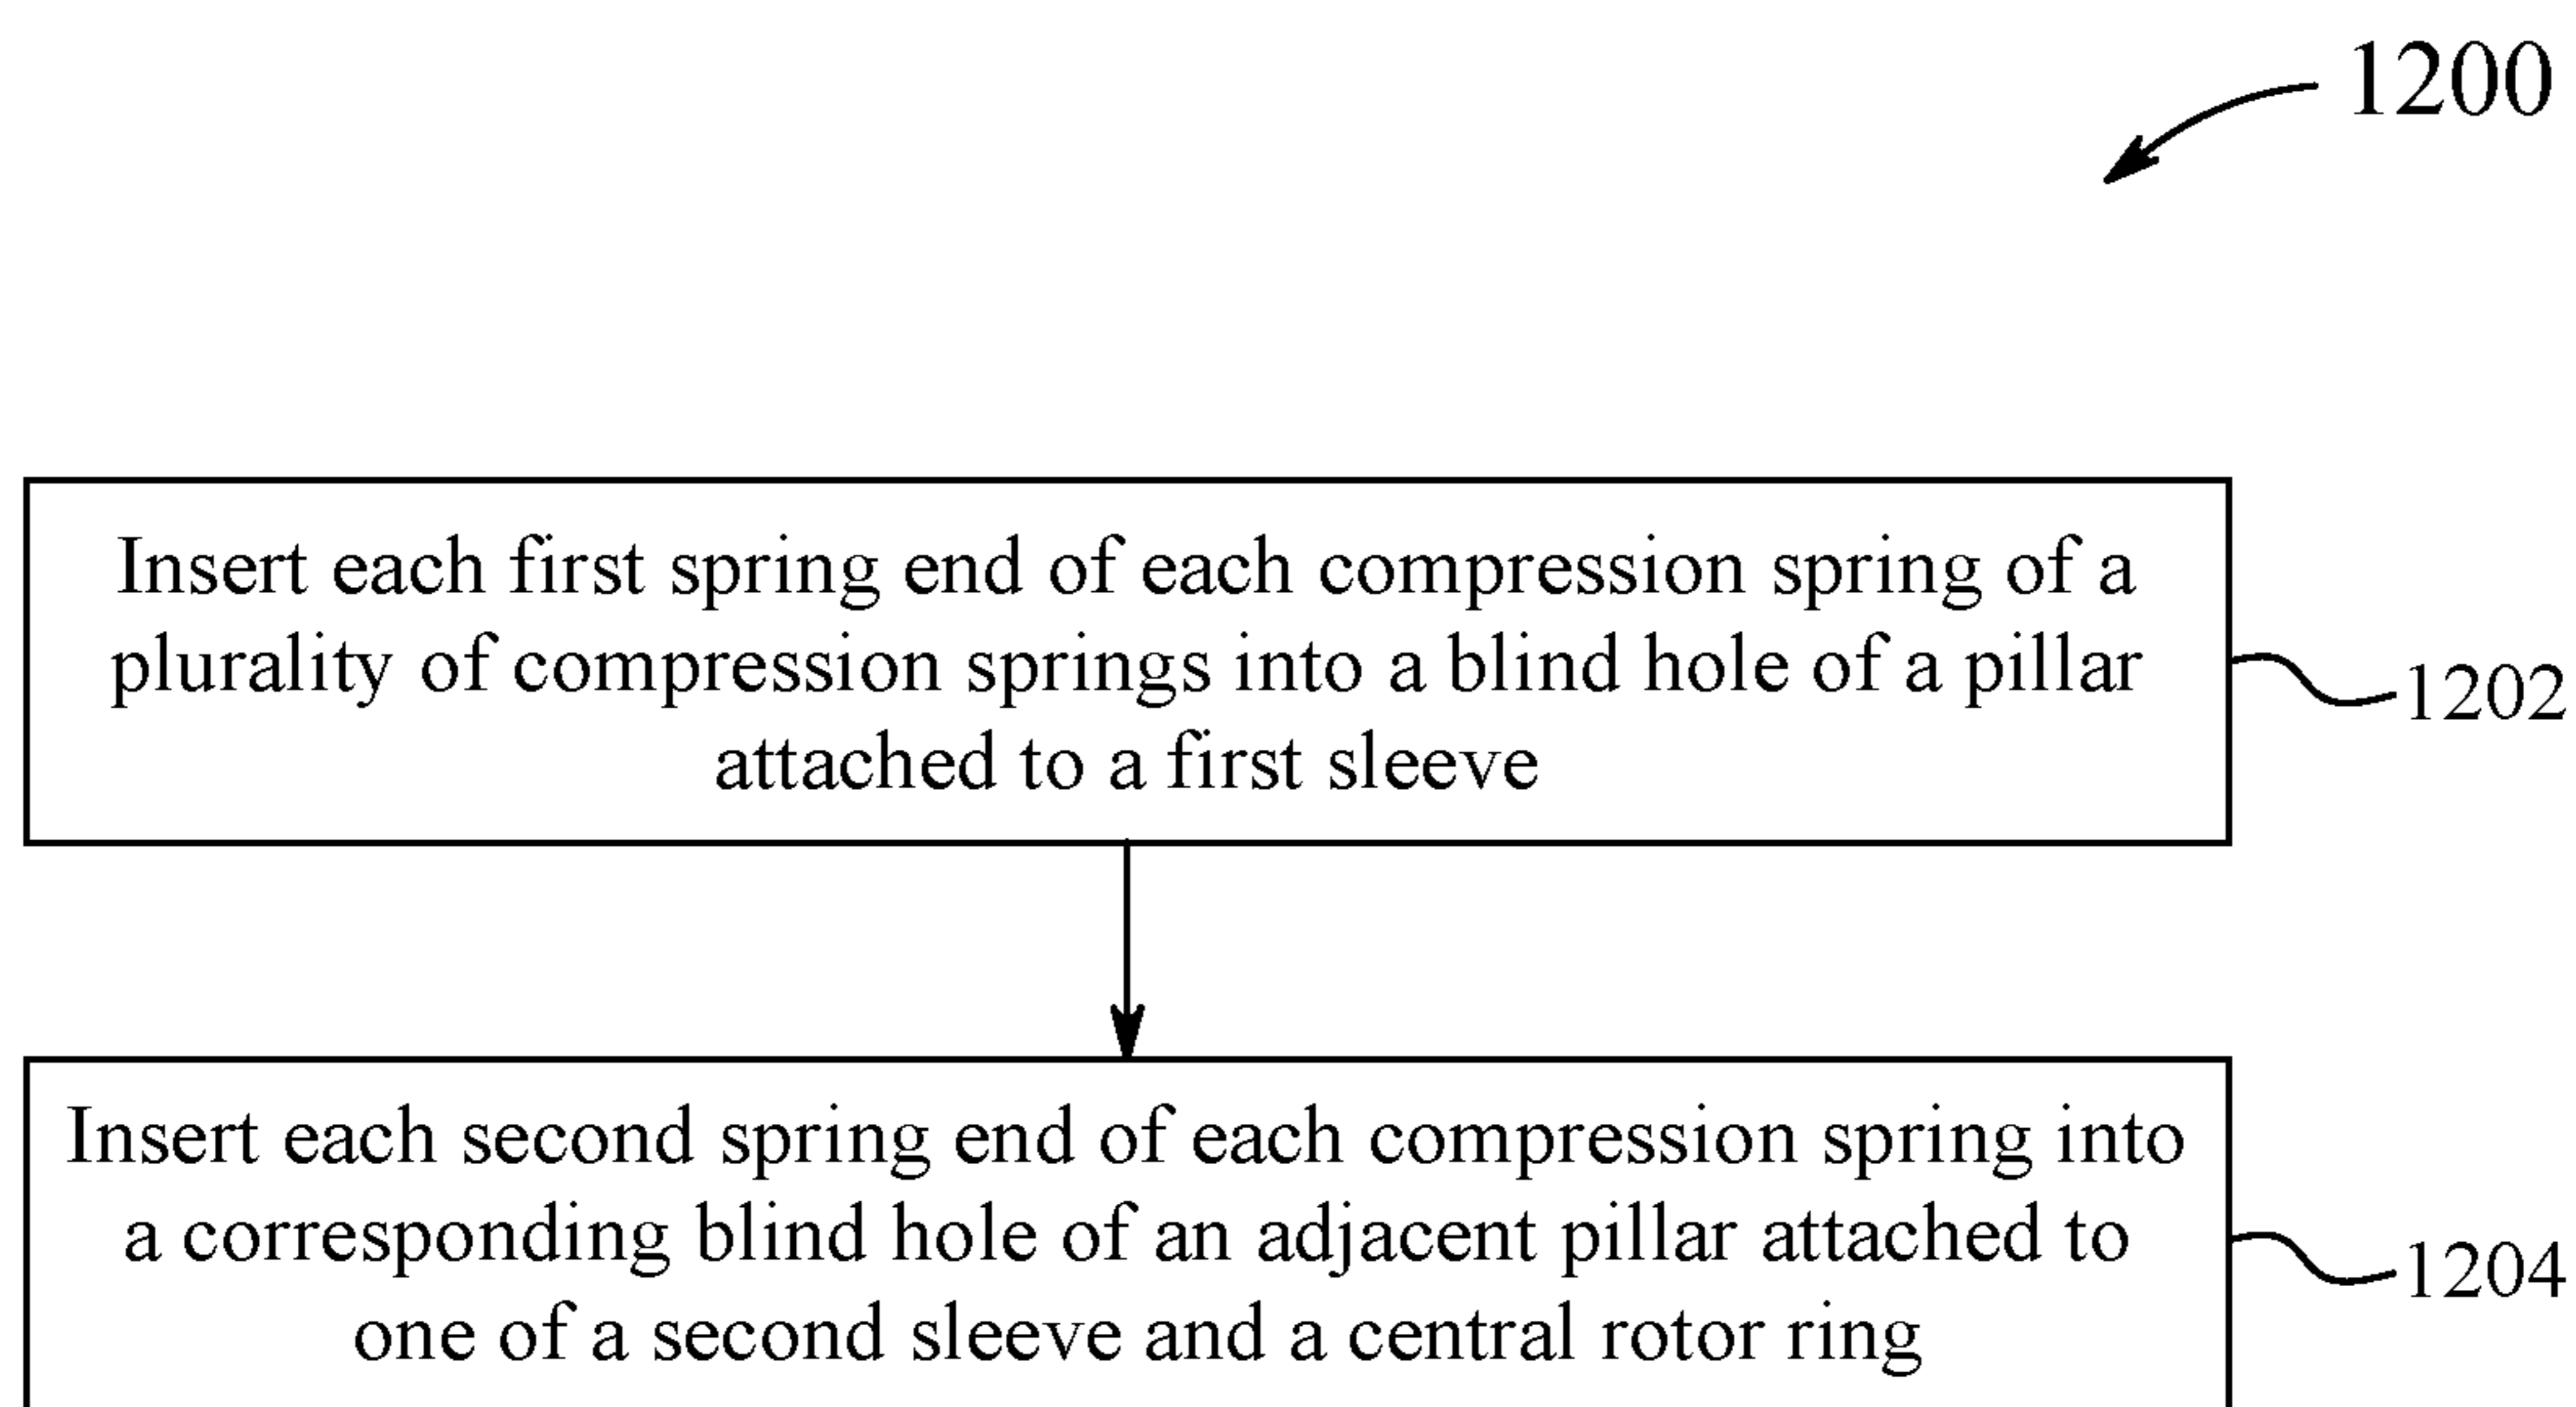 1200
Insert each first spring end of each compression spring of a
plurality of compression springs into a blind hole of a pillar
attached to a first sleeve
1202
Insert each second spring end of each compression spring into
a corresponding blind hole of an adjacent pillar attached to
one of a second sleeve and a central rotor ring
1204